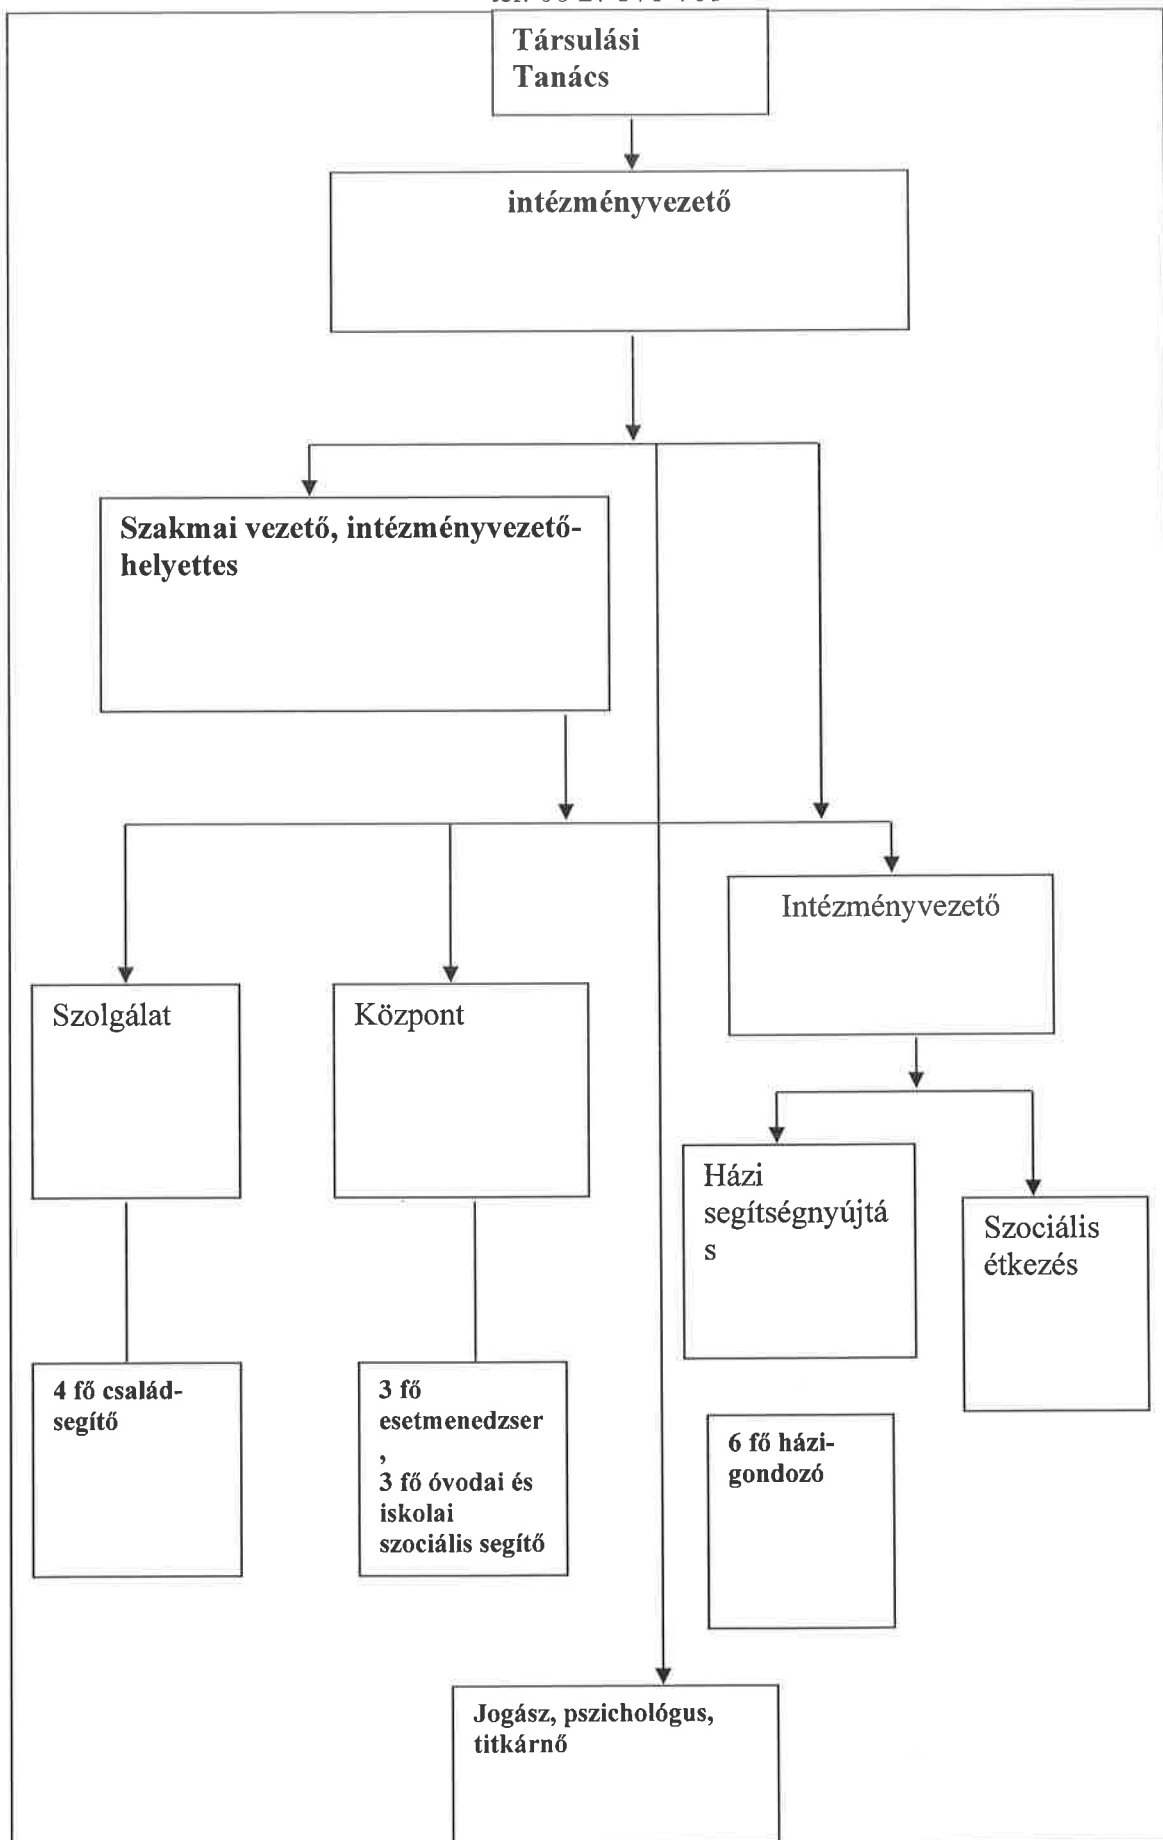 Társulási
Tanács
intézményvezető
Szakmai vezető, intézményvezető-
helyettes
Intézményvezető
Szolgálat
Központ
Házi
segítségnyújtá
s
Szociális
étkezés
4 fő család-
segítő
3 fő
esetmenedzser
,
3 fő óvodai és
iskolai
szociális segítő
6 fő házi-
gondozó
Jogász, pszichológus,
titkárnő